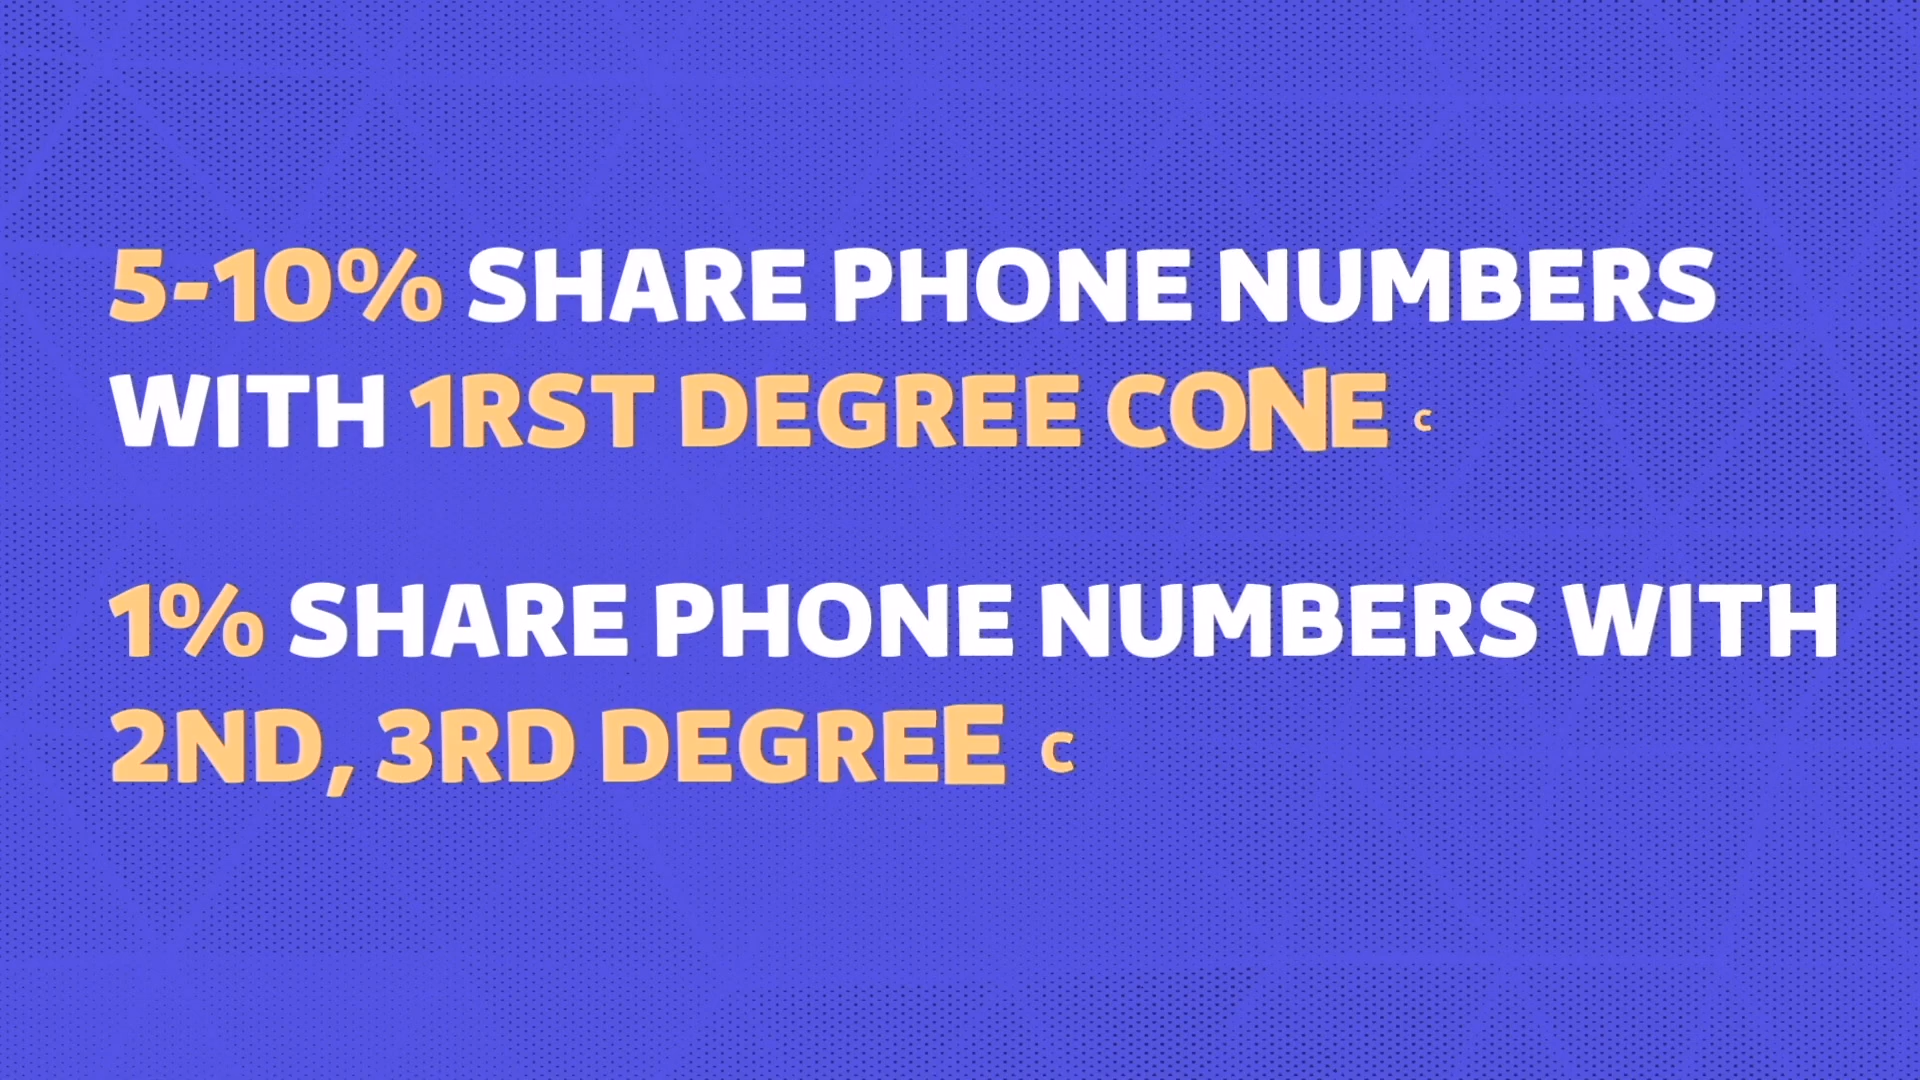 5-10% SHARE PHONE NUMBERS
WITH 1RST DEGREE CONE C
1% SHARE PHONE NUMBERS WITH
2ND, 3RD DEGREE C